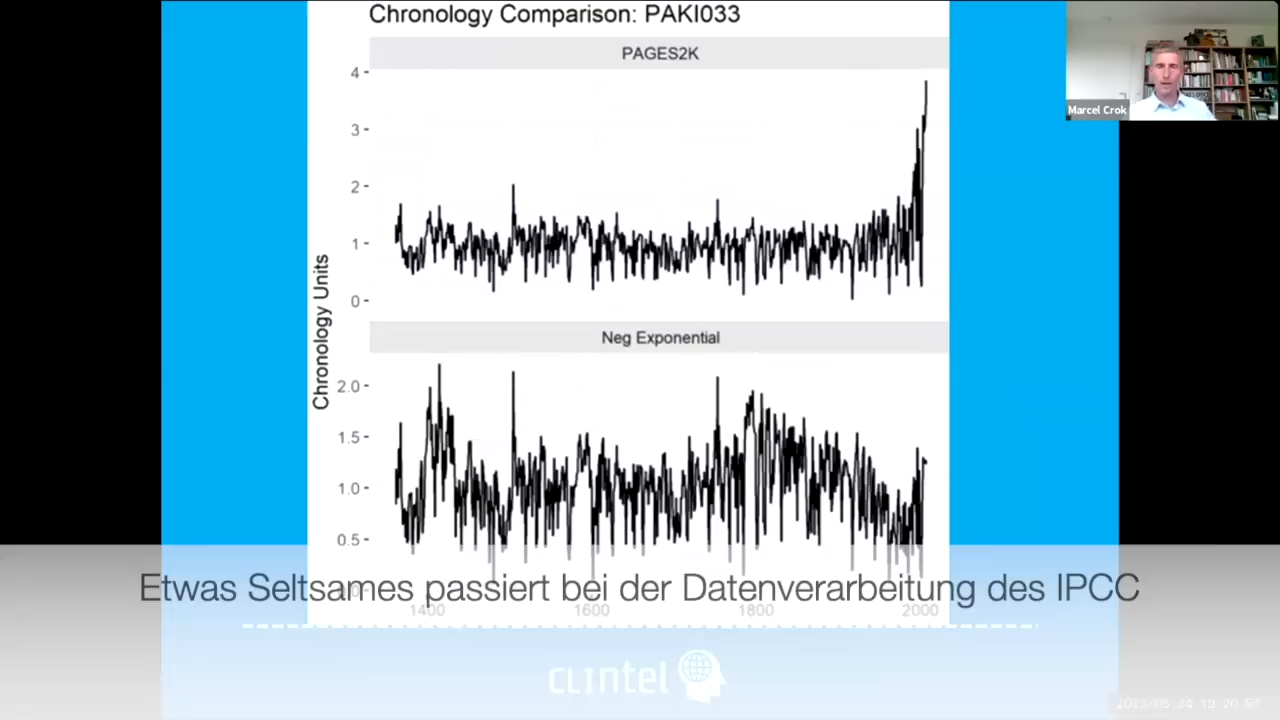 Chronology Comparison: PAKI033
PAGES2K
4
3
2
1
0
Chronology Units
Neg Exponential
2.0
1.5
1.0
0.5
Marcel Crok
Etwas Seltsames passiert bei der Datenverarbeitung des IPCC
1400 1600 1800 2000
CLINTEL